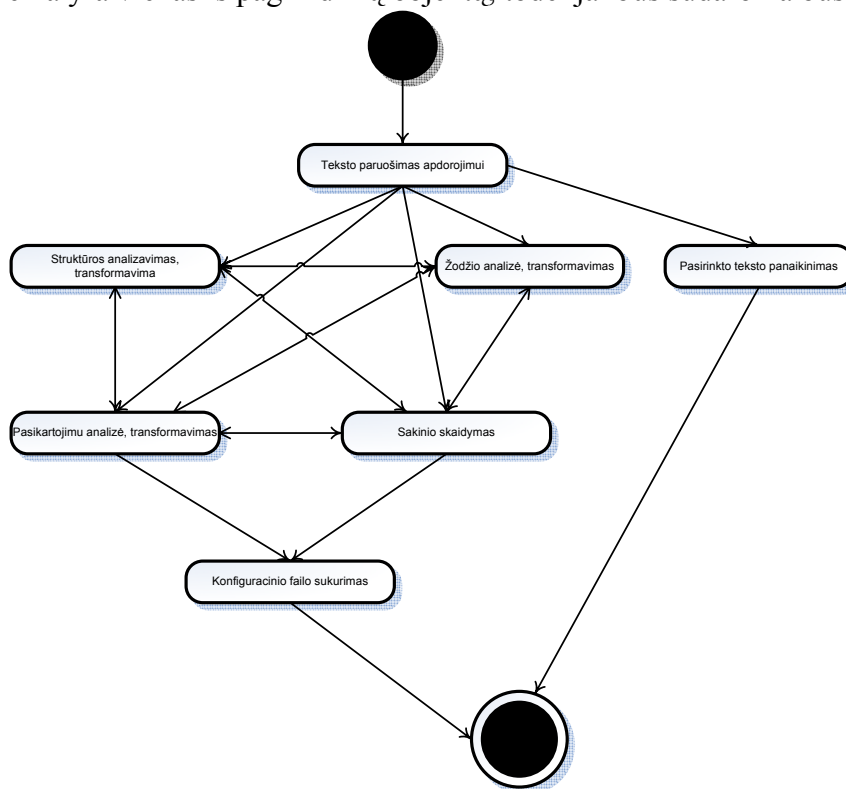 Teksto paruošimas apdorojimui
Struktūros analizavimas,
transformavima
Žodžio analizė, transformavimas
Pasirinkto teksto panaikinimas
Pasikartojimu analizė, transformavimas
Sakinio skaidymas
Konfiguracinio failo sukurimas